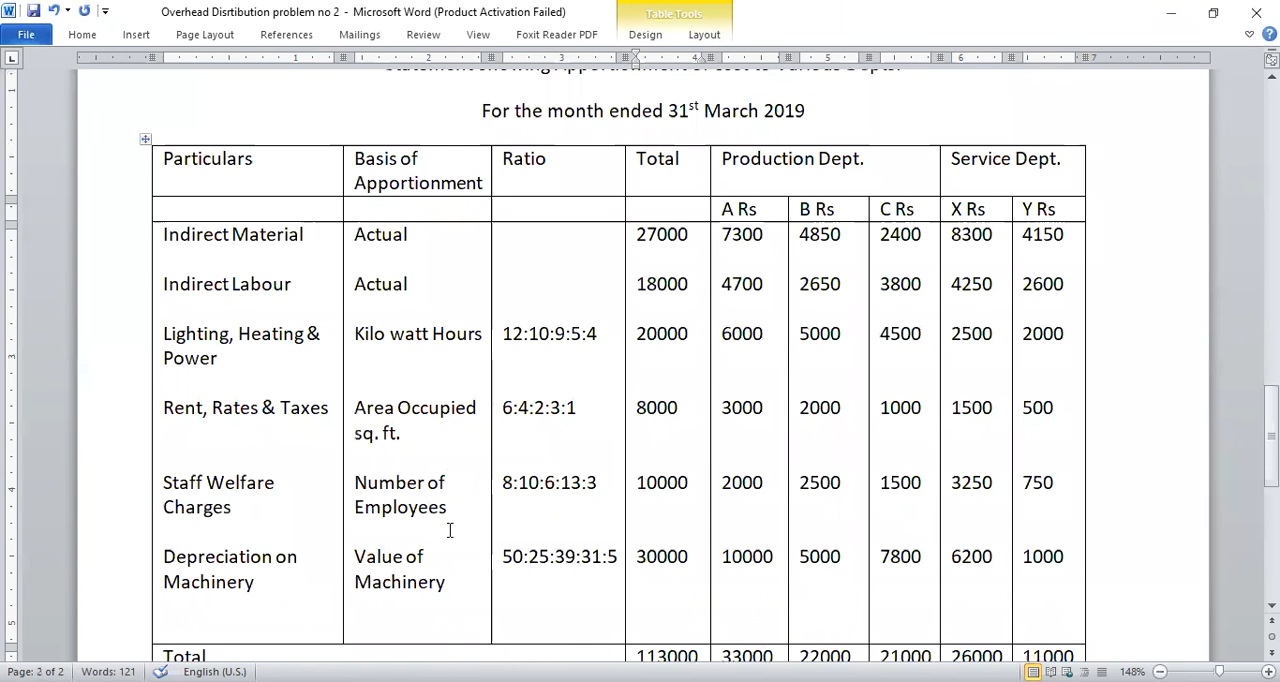 Overhead Disrtibution problem no 2 - Microsoft Word (Product Activation Failed)
Table Tools
File Home Insert Page Layout References Mailings Review View Foxit Reader PDF Design Layout
1 2 3 4 5 6 7
For the month ended 31st March 2019
Particulars Basis of Apportionment Ratio Total Production Dept. Service Dept.
A Rs B Rs C Rs X Rs Y Rs
Indirect Material Actual 27000 7300 4850 2400 8300 4150
Indirect Labour Actual 18000 4700 2650 3800 4250 2600
Lighting, Heating & Power Kilo watt Hours 12:10:9:5:4 20000 6000 5000 4500 2500 2000
Rent, Rates & Taxes Area Occupied sq. ft. 6:4:2:3:1 8000 3000 2000 1000 1500 500
Staff Welfare Charges Number of Employees 8:10:6:13:3 10000 2000 2500 1500 3250 750
Depreciation on Machinery Value of Machinery 50:25:39:31:5 30000 10000 5000 7800 6200 1000
Total 113000 33000 22000 21000 26000 11000
Page: 2 of 2 Words: 121 English (U.S.) 148%